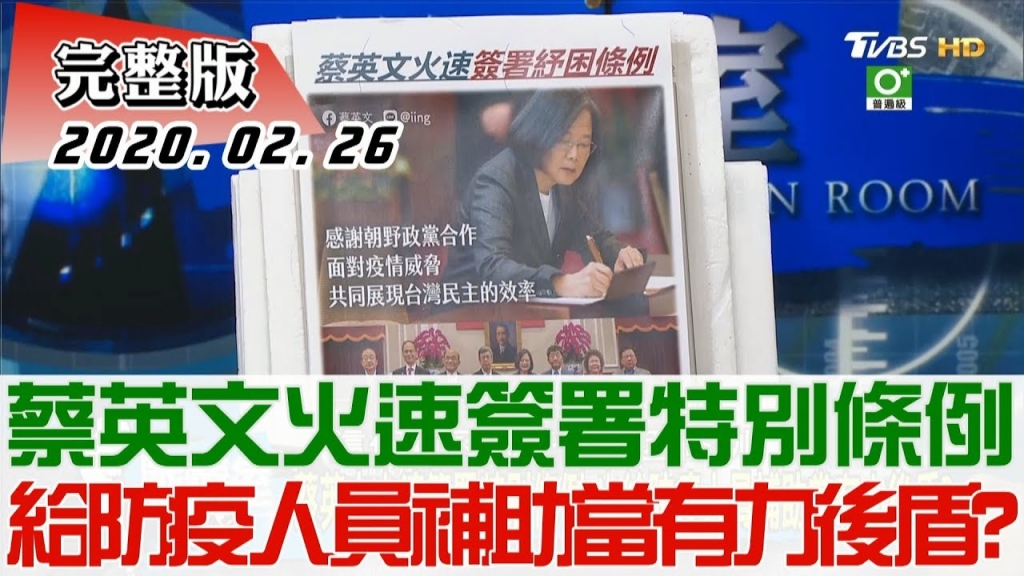 完整版
2020.02.26
TVBS HD
普遍級
蔡英文火速簽署紓困條例
蔡英文 @iing
感謝朝野政黨合作
面對疫情威脅
共同展現台灣民主的效率
N ROOM
蔡英文火速簽署特別條例
給防疫人員補助當有力後盾?